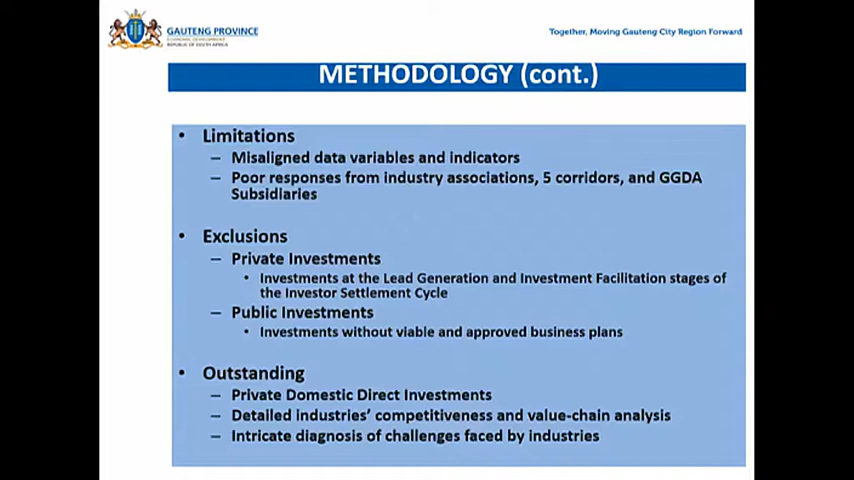 GAUTENG PROVINCE
ECONOMIC DEVELOPMENT
REPUBLIC OF SOUTH AFRICA
Together, Moving Gauteng City Region Forward
METHODOLOGY (cont.)
• Limitations
– Misaligned data variables and indicators
– Poor responses from industry associations, 5 corridors, and GGDA
Subsidiaries
• Exclusions
– Private Investments
• Investments at the Lead Generation and Investment Facilitation stages of
the Investor Settlement Cycle
– Public Investments
• Investments without viable and approved business plans
• Outstanding
– Private Domestic Direct Investments
– Detailed industries’ competitiveness and value-chain analysis
– Intricate diagnosis of challenges faced by industries